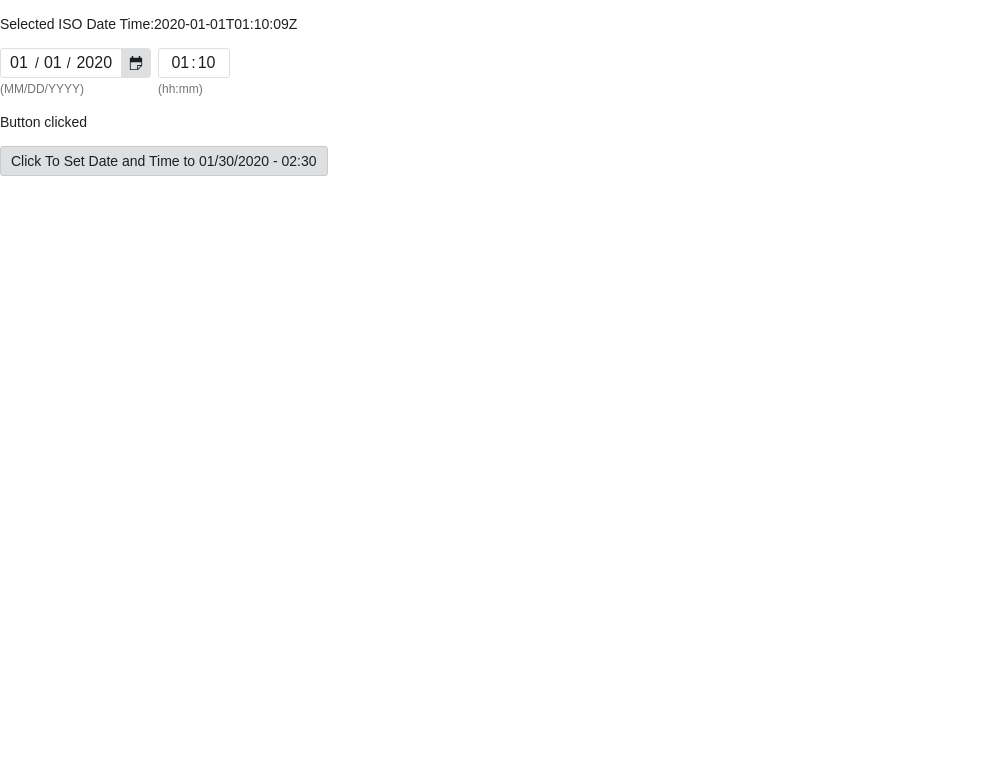 Selected ISO Date Time:2020-01-01T01:10:09Z
01 / 01 / 2020 01:10
(MM/DD/YYYY) (hh:mm)
Button clicked
Click To Set Date and Time to 01/30/2020 - 02:30